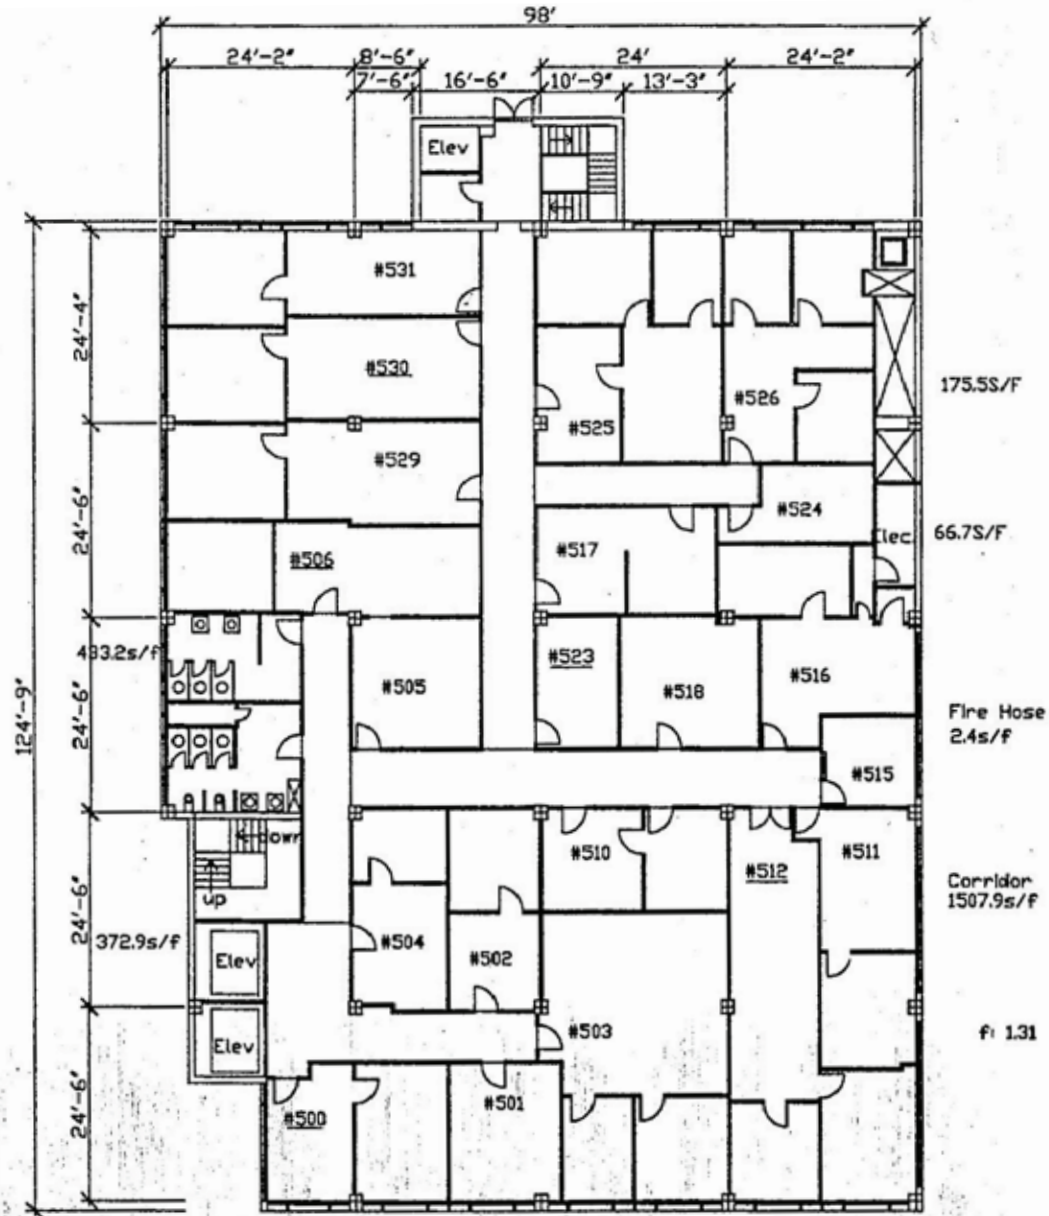 98'
24'-2" 8'-6" 24' 24'-2"
7'-6" 16'-6" 10'-9" 13'-3"
Elev
#531
24'-4"
#530
175.5S/F
#526
#525
#529
24'-6"
#524
#517
Elec.
66.7S/F
#506
433.2s/f
#523
#516
#505
#518
124'-9"
24'-6"
Fire Hose
2.4s/f
#515
down
#510
#511
#512
up
24'-6"
Corridor
1507.9s/f
#504
372.9s/f
Elev
#502
#503
f: 1.31
Elev
24'-6"
#501
#500